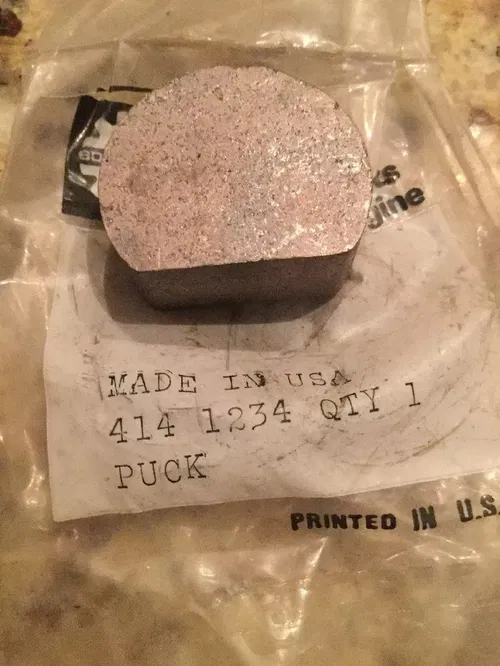 MADE IN USA
414 1234 QTY 1
PUCK
PRINTED IN U.S.